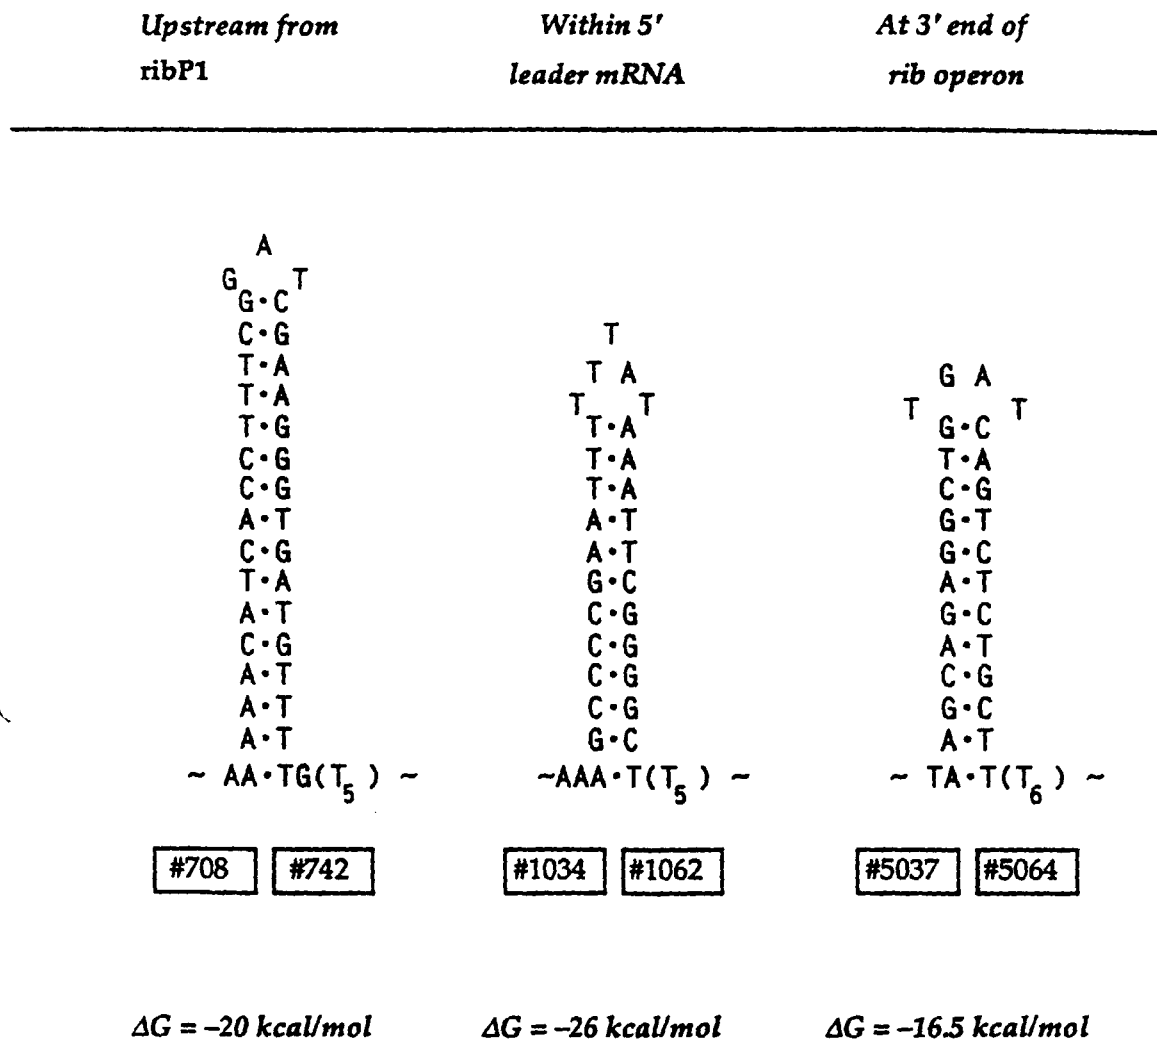 Upstream from Within 5' At 3' end of
ribP1 leader mRNA rib operon
A
G T
G·C
C·G T
T·A T A G A
T·A T T T T
T·G T·A G·C
C·G T·A T·A
C·G T·A C·G
A·T A·T G·T
C·G A·T G·C
T·A G·C A·T
A·T C·G G·C
C·G C·G A·T
A·T C·G C·G
A·T C·G G·C
A·T G·C A·T
~ AA·TG(T5) ~ ~AAA·T(T5) ~ ~ TA·T(T6) ~
#708 #742 #1034 #1062 #5037 #5064
ΔG = –20 kcal/mol ΔG = –26 kcal/mol ΔG = –16.5 kcal/mol